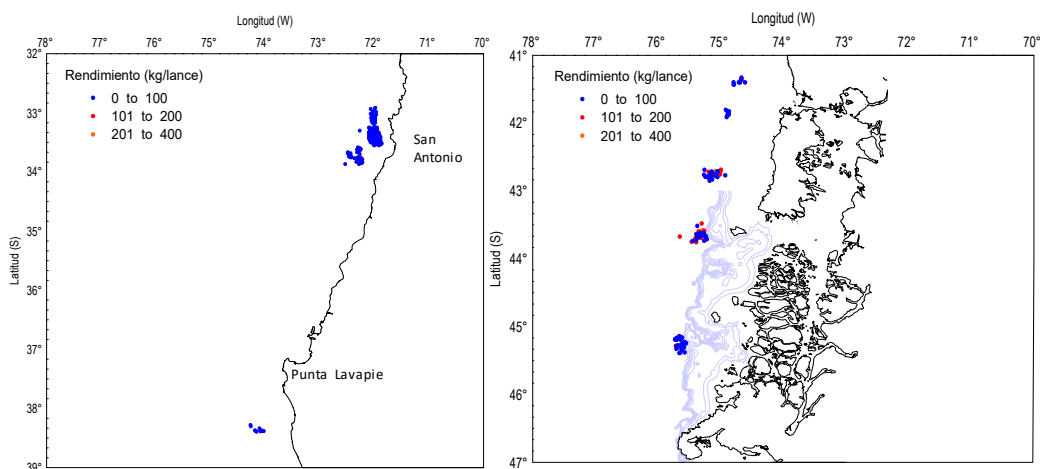 Longitud (W)
78° 77° 76° 75° 74° 73° 72° 71° 70°
32°
33°
34°
35°
36°
37°
38°
39°
Latitud (S)
Rendimiento (kg/lance)
0 to 100
101 to 200
201 to 400
San
Antonio
Punta Lavapie
Longitud (W)
78° 77° 76° 75° 74° 73° 72° 71° 70°
41°
42°
43°
44°
45°
46°
47°
Latitud (S)
Rendimiento (kg/lance)
0 to 100
101 to 200
201 to 400